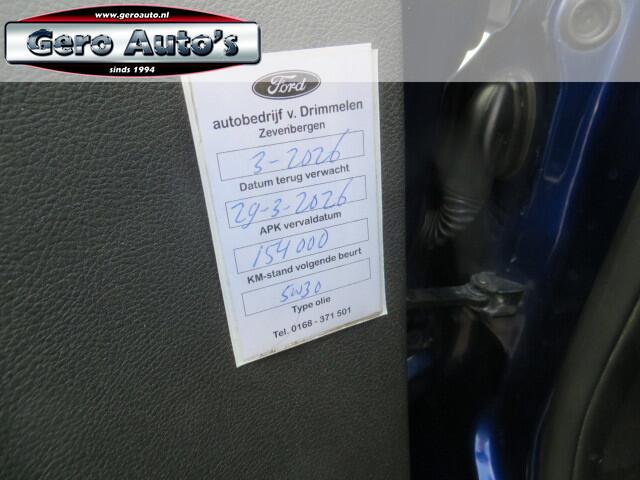 www.geroauto.nl
Gero Auto's
sinds 1994
Ford
autobedrijf v. Drimmelen
Zevenbergen
3-2026
Datum terug verwacht
29-3-2026
APK vervaldatum
154000
KM-stand volgende beurt
5W30
Type olie
Tel. 0168 - 371 501